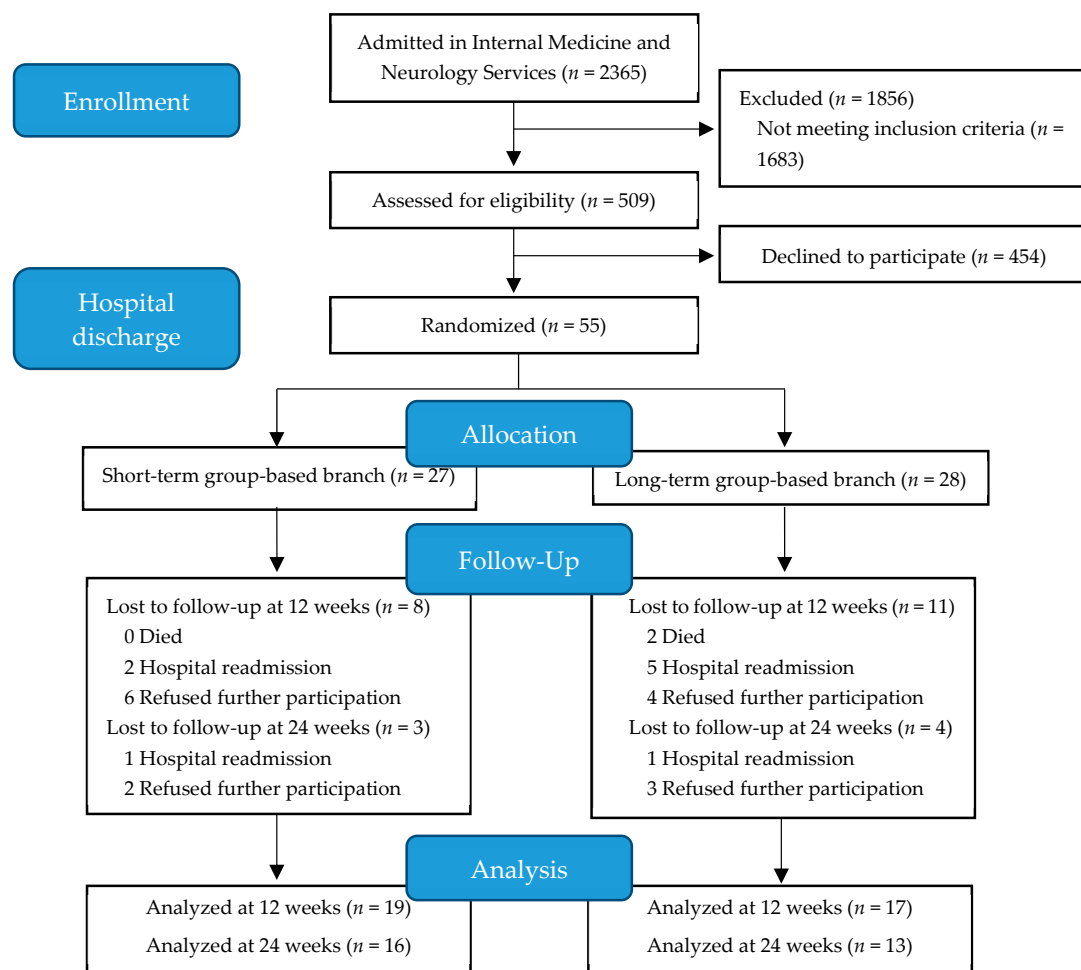 Admitted in Internal Medicine and
Neurology Services (n = 2365)
Enrollment
Excluded (n = 1856)
Not meeting inclusion criteria (n =
1683)
Assessed for eligibility (n = 509)
Declined to participate (n = 454)
Hospital
discharge
Randomized (n = 55)
Allocation
Short-term group-based branch (n = 27)
Long-term group-based branch (n = 28)
Follow-Up
Lost to follow-up at 12 weeks (n = 8)
0 Died
2 Hospital readmission
6 Refused further participation
Lost to follow-up at 24 weeks (n = 3)
1 Hospital readmission
2 Refused further participation
Lost to follow-up at 12 weeks (n = 11)
2 Died
5 Hospital readmission
4 Refused further participation
Lost to follow-up at 24 weeks (n = 4)
1 Hospital readmission
3 Refused further participation
Analysis
Analyzed at 12 weeks (n = 19)
Analyzed at 24 weeks (n = 16)
Analyzed at 12 weeks (n = 17)
Analyzed at 24 weeks (n = 13)